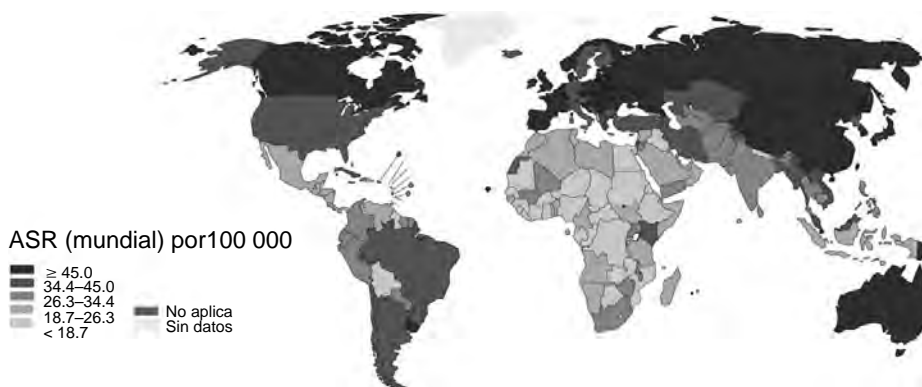 ASR (mundial) por100 000
≥ 45.0
34.4–45.0
26.3–34.4
18.7–26.3
< 18.7
No aplica
Sin datos